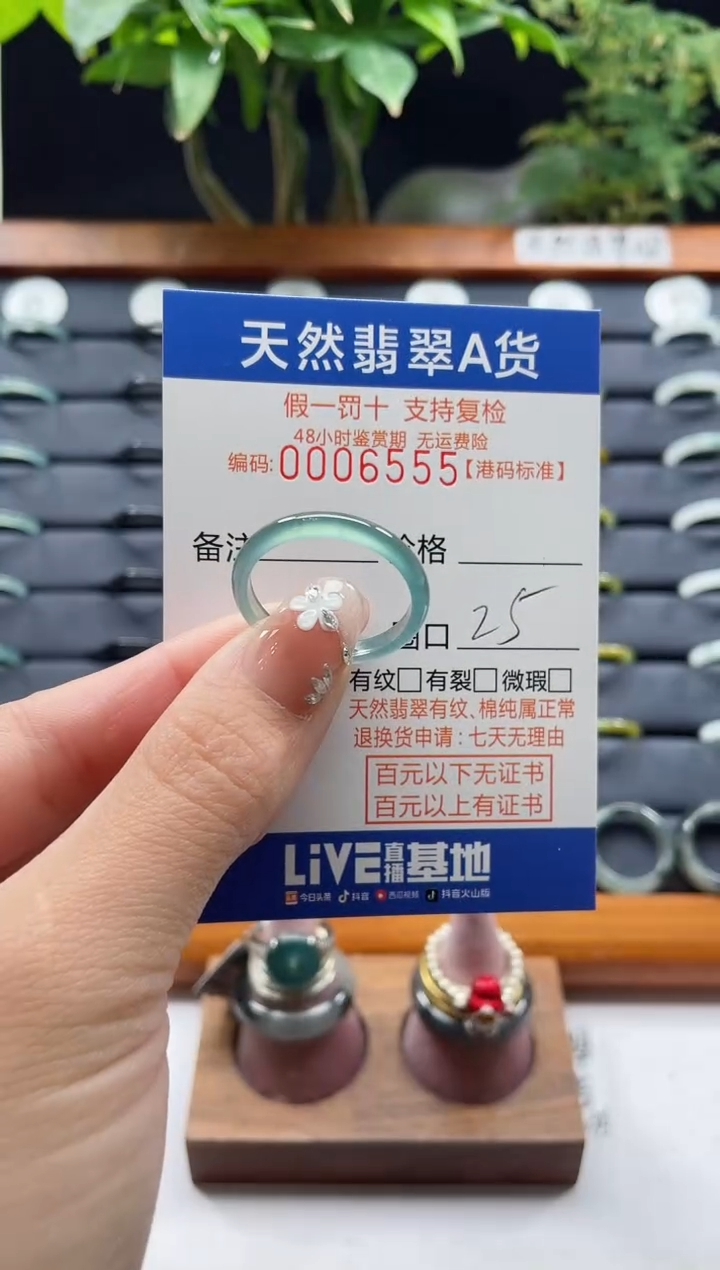 天然翡翠A货
假一罚十 支持复检
48小时鉴赏期 无运费险
编码:0006555【港码标准】
备注 价格
圈口 25
有纹□有裂□微瑕□
天然翡翠有纹、棉纯属正常
退换货申请:七天无理由
百元以下无证书
百元以上有证书
LiVE直播基地
今日头条 抖音 西瓜视频 抖音火山版